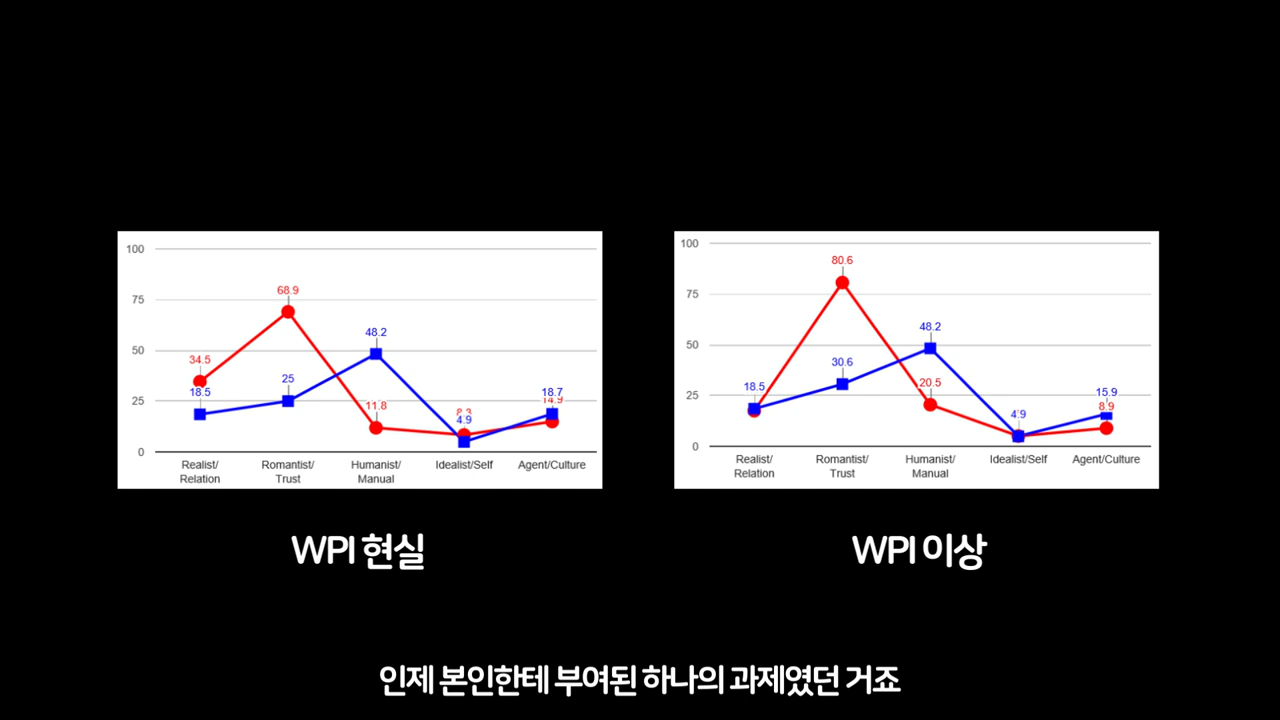 100
75
50
25
0
34.5
18.5
68.9
25
48.2
11.8
8.3
4.9
18.7
14.9
Realist/
Relation
Romantist/
Trust
Humanist/
Manual
Idealist/Self
Agent/Culture
100
75
50
25
0
18.5
80.6
30.6
48.2
20.5
4.9
15.9
8.9
Realist/
Relation
Romantist/
Trust
Humanist/
Manual
Idealist/Self
Agent/Culture
WPI 현실
WPI 이상
인제 본인한테 부여된 하나의 과제였던 거죠